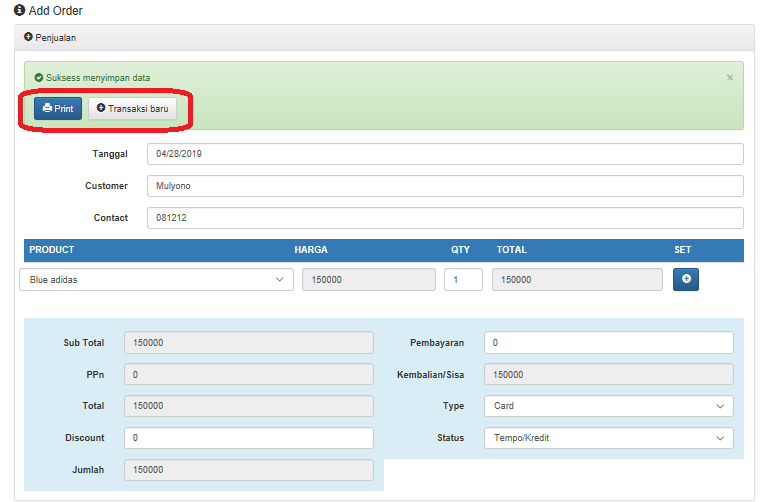 Add Order
Penjualan
Suksess menyimpan data ×
Print Transaksi baru
Tanggal 04/28/2019
Customer Mulyono
Contact 081212
PRODUCT HARGA QTY TOTAL SET
Blue adidas 150000 1 150000
Sub Total 150000 Pembayaran 0
PPn 0 Kembalian/Sisa 150000
Total 150000 Type Card
Discount 0 Status Tempo/Kredit
Jumlah 150000